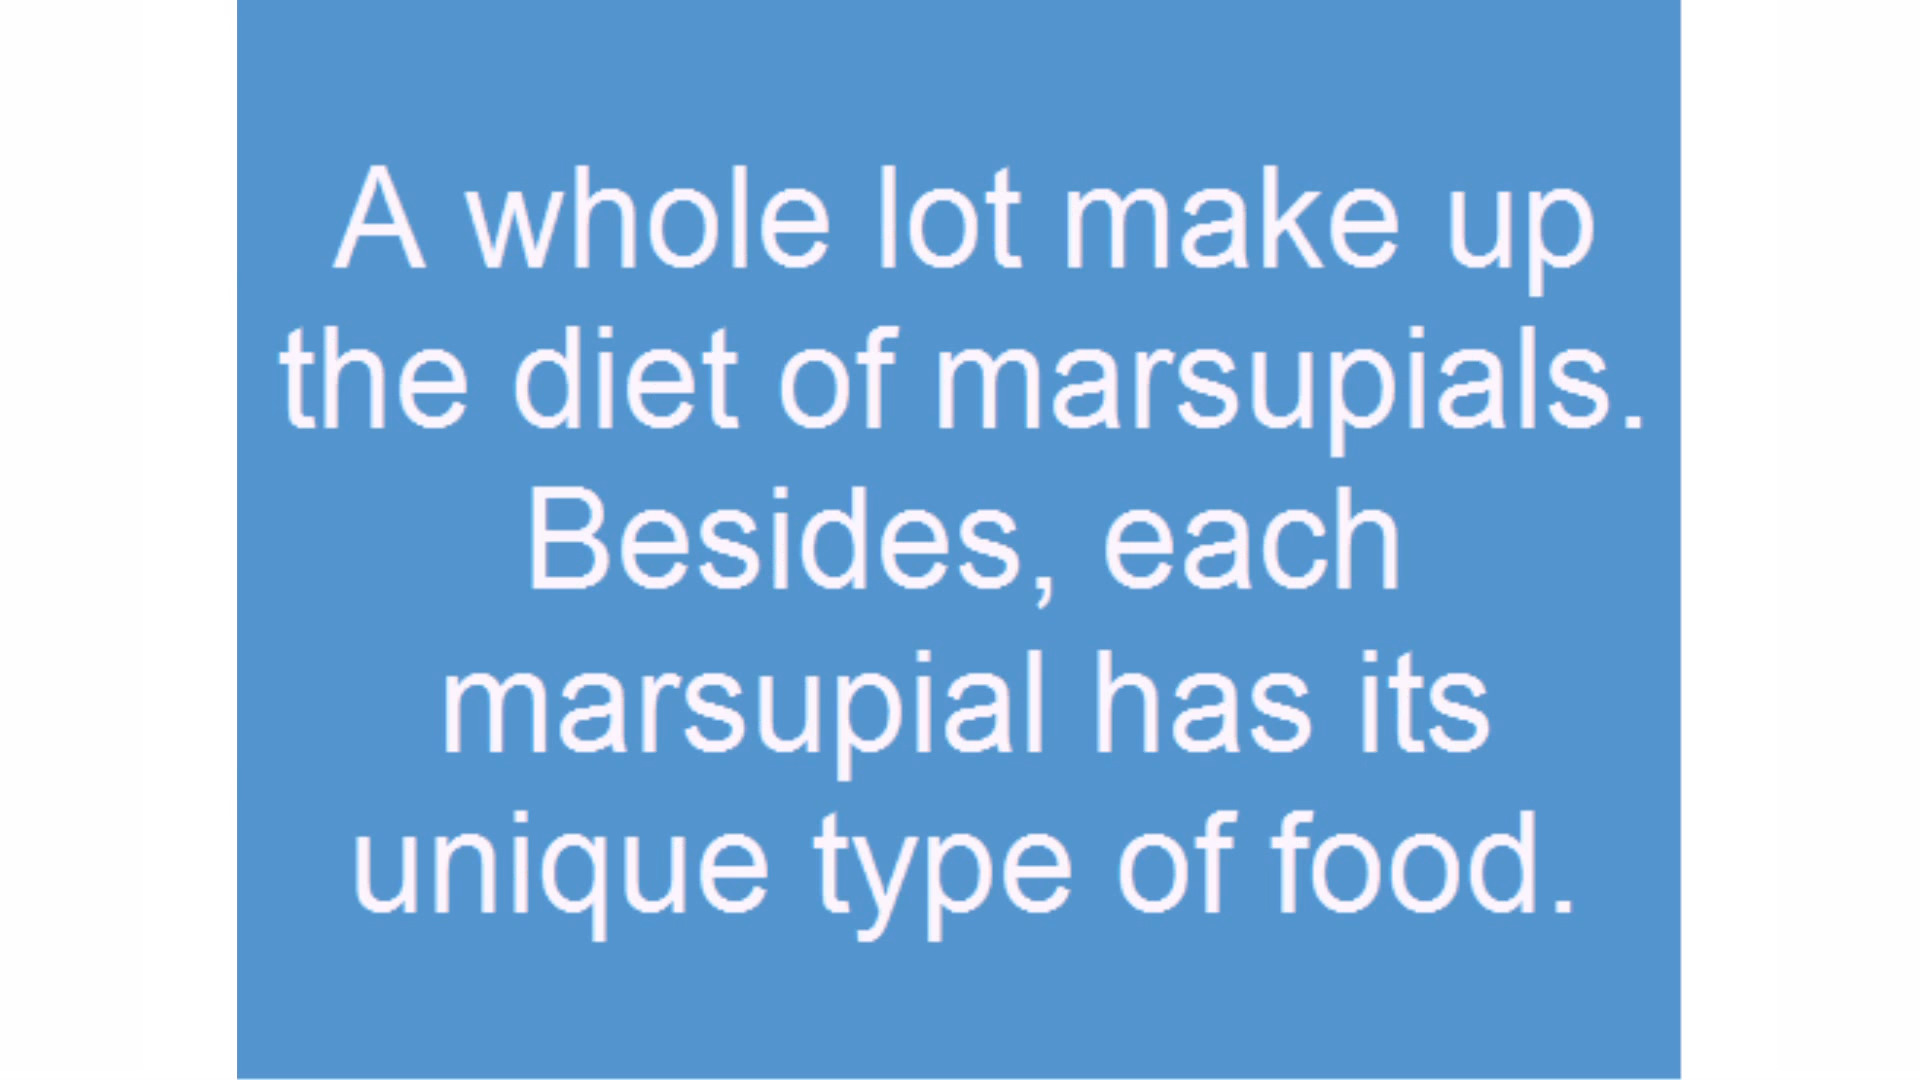 A whole lot make up
the diet of marsupials.
Besides, each
marsupial has its
unique type of food.